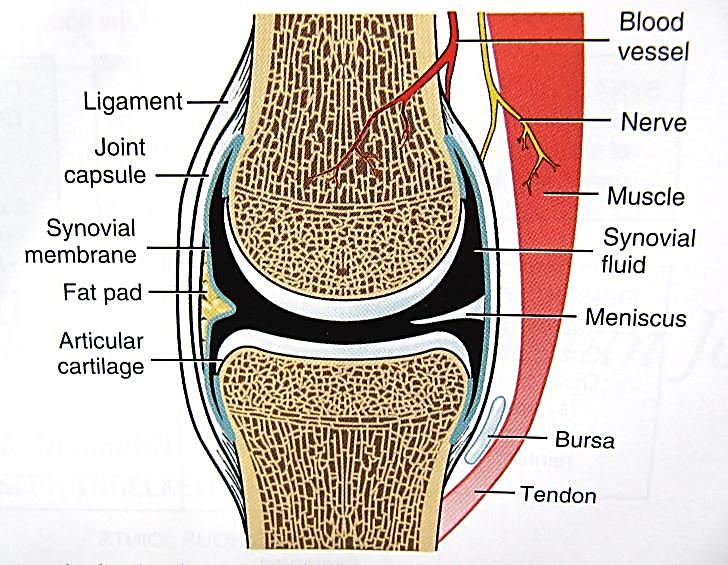 Blood
vessel
Ligament
Nerve
Joint
capsule
Muscle
Synovial
membrane
Synovial
fluid
Fat pad
Meniscus
Articular
cartilage
Bursa
Tendon